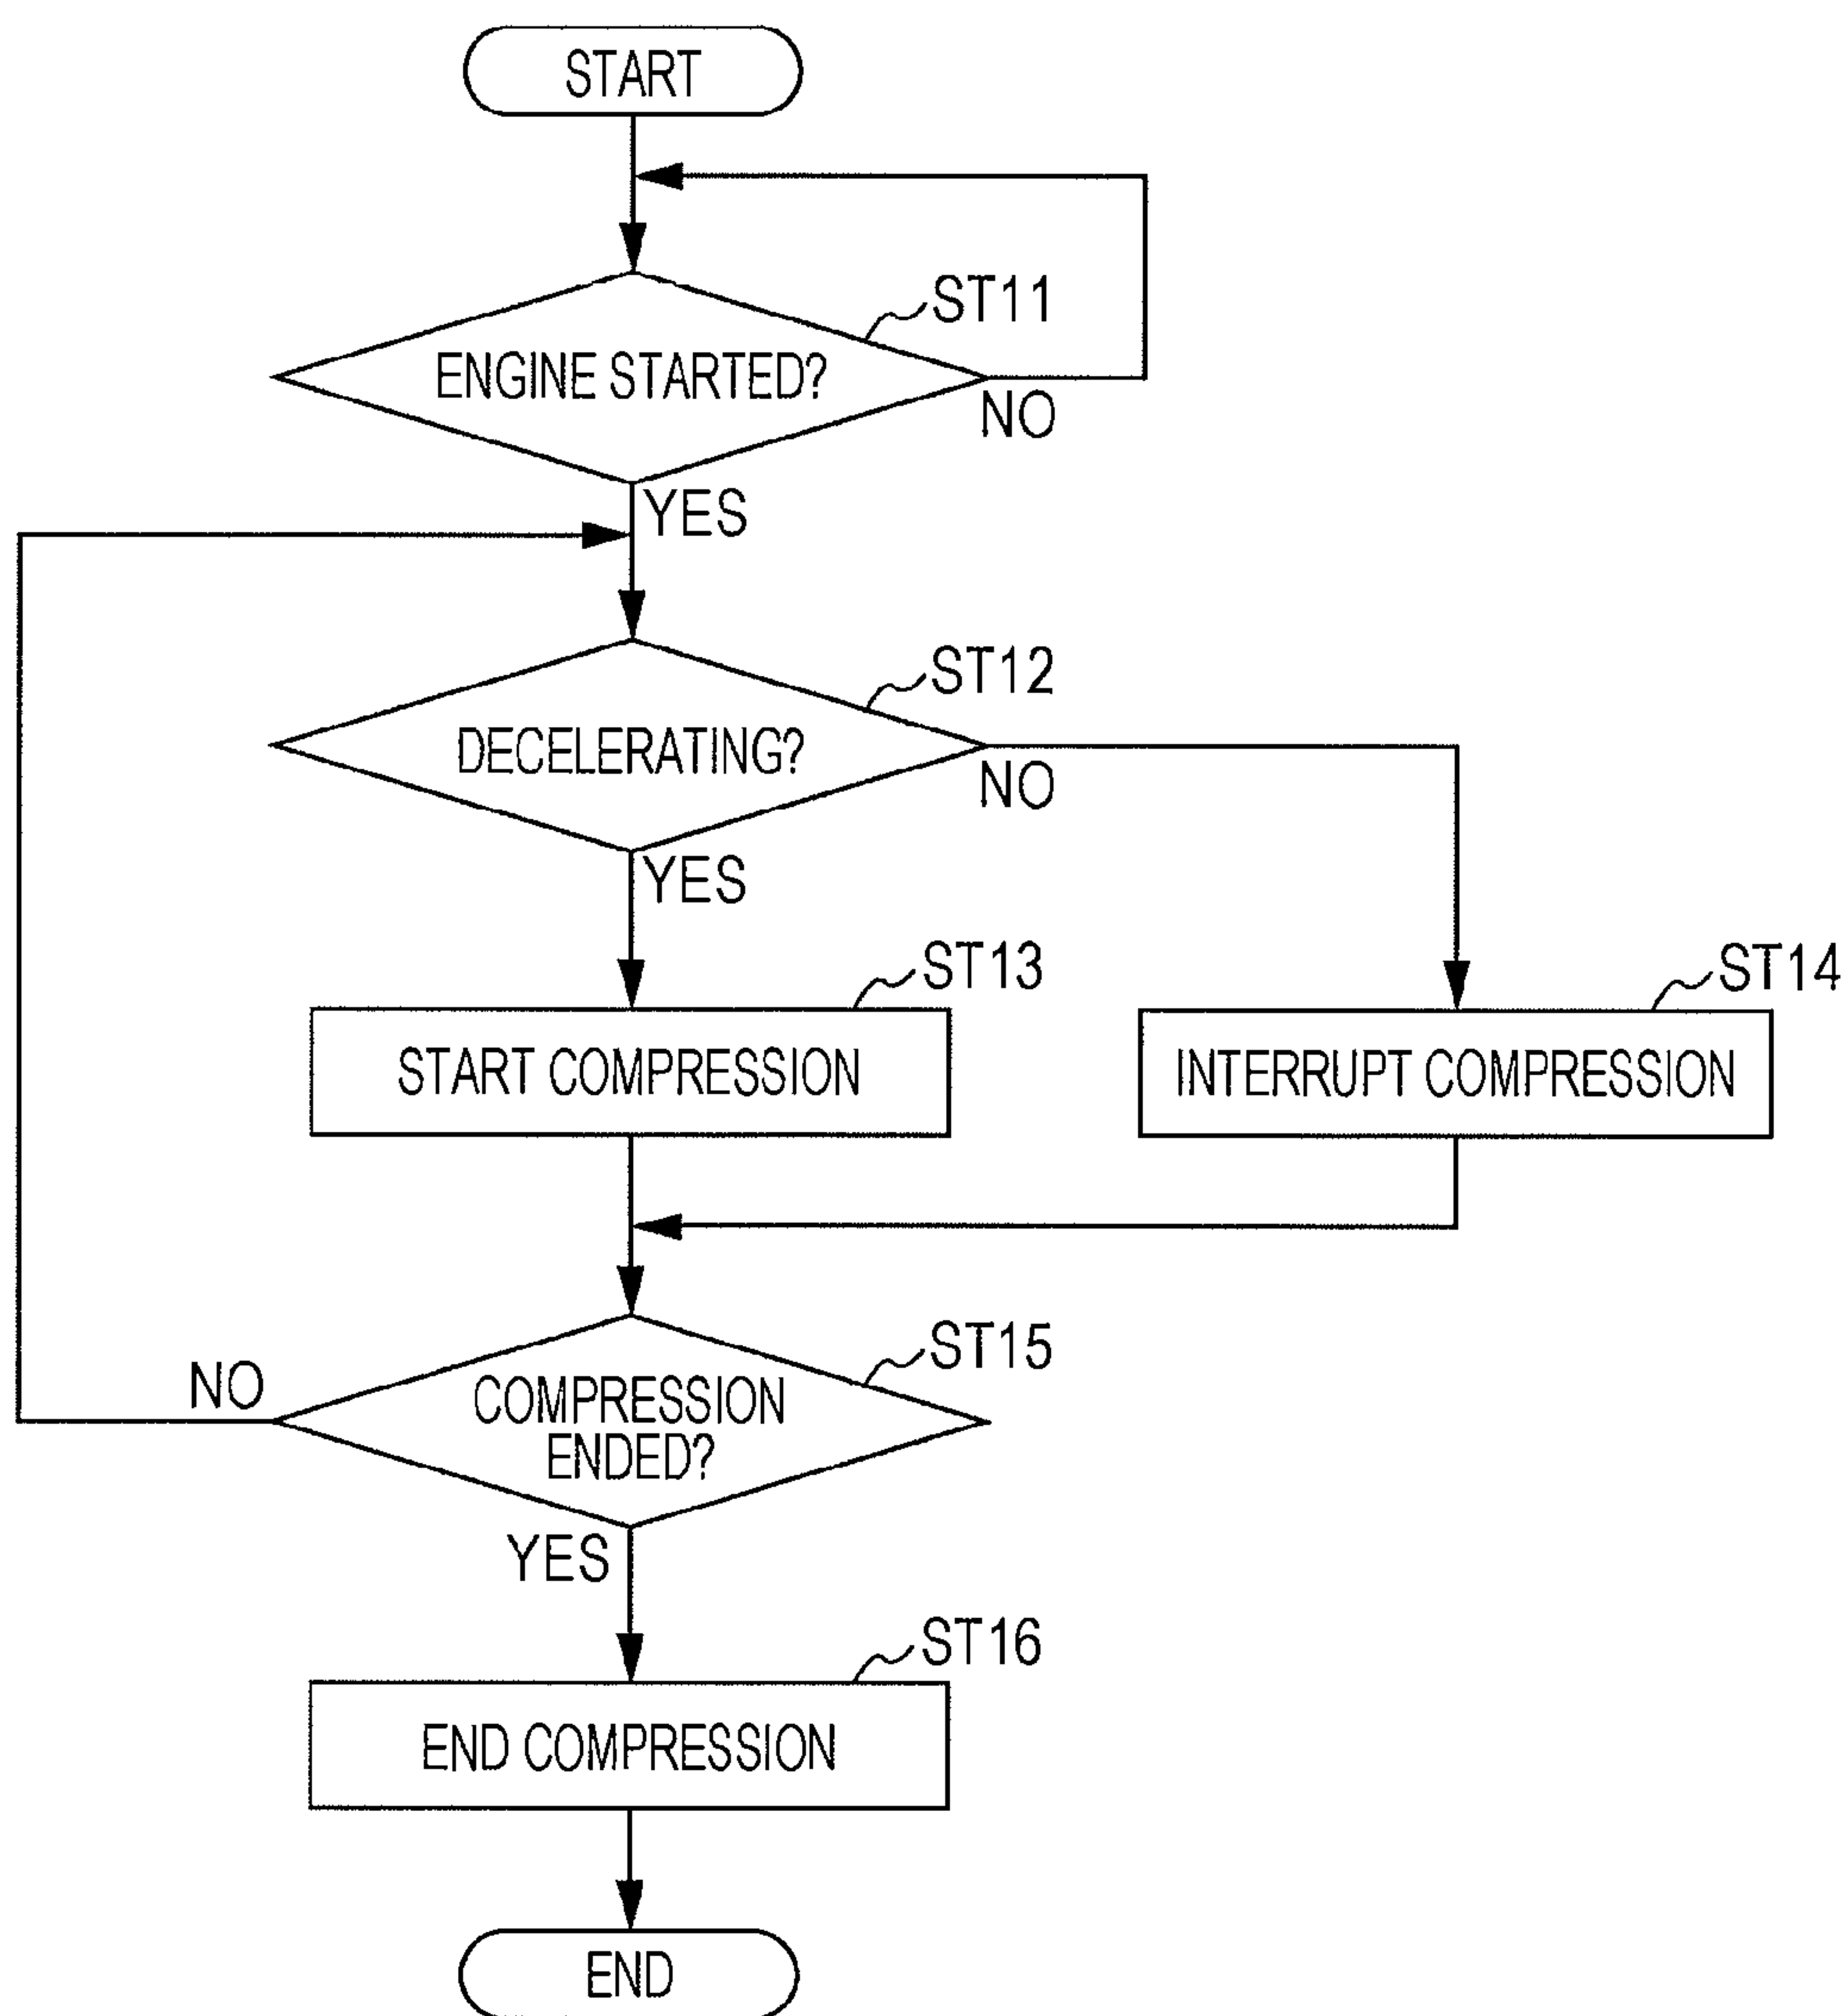 START
ST11
ENGINE STARTED?
NO
YES
ST12
DECELERATING?
NO
YES
ST13
START COMPRESSION
ST14
INTERRUPT COMPRESSION
ST15
NO
COMPRESSION
ENDED?
YES
ST16
END COMPRESSION
END